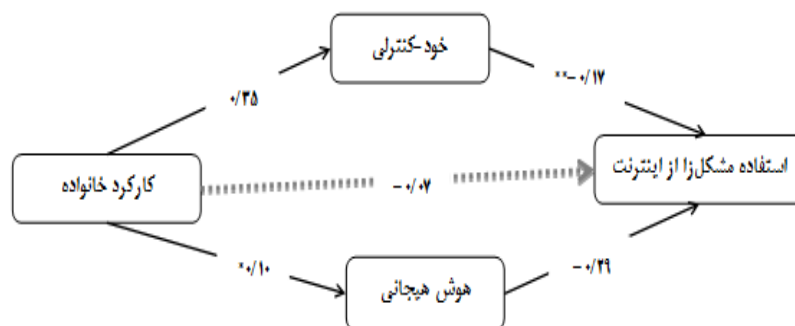 خود-کنترلی
۰/۳۵
**-۰/۱۷
کارکرد خانواده
-۰/۰۷
استفاده مشکل‌زا از اینترنت
*۰/۱۰
هوش هیجانی
-۰/۲۹